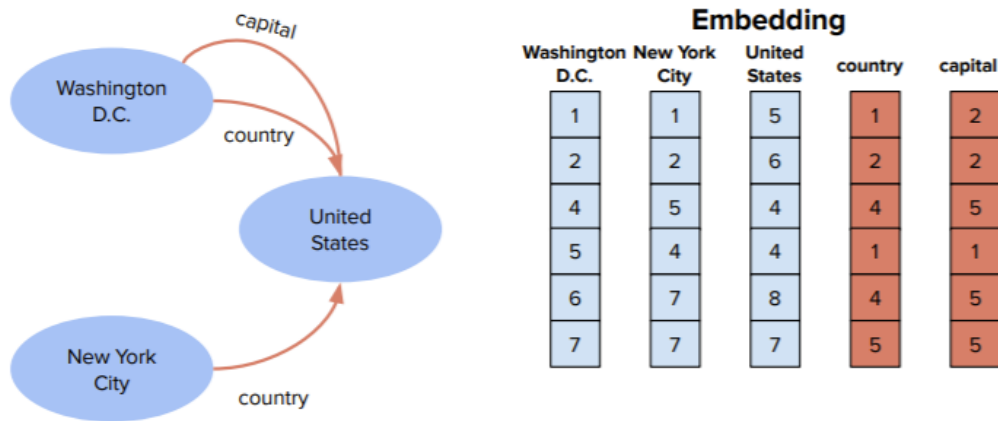 capital
Washington
D.C.
country
United
States
New York
City
country
Embedding
Washington
D.C.
New York
City
United
States
country
capital
1 1 5 1 2
2 2 6 2 2
4 5 4 4 5
5 4 4 1 1
6 7 8 4 5
7 7 7 5 5